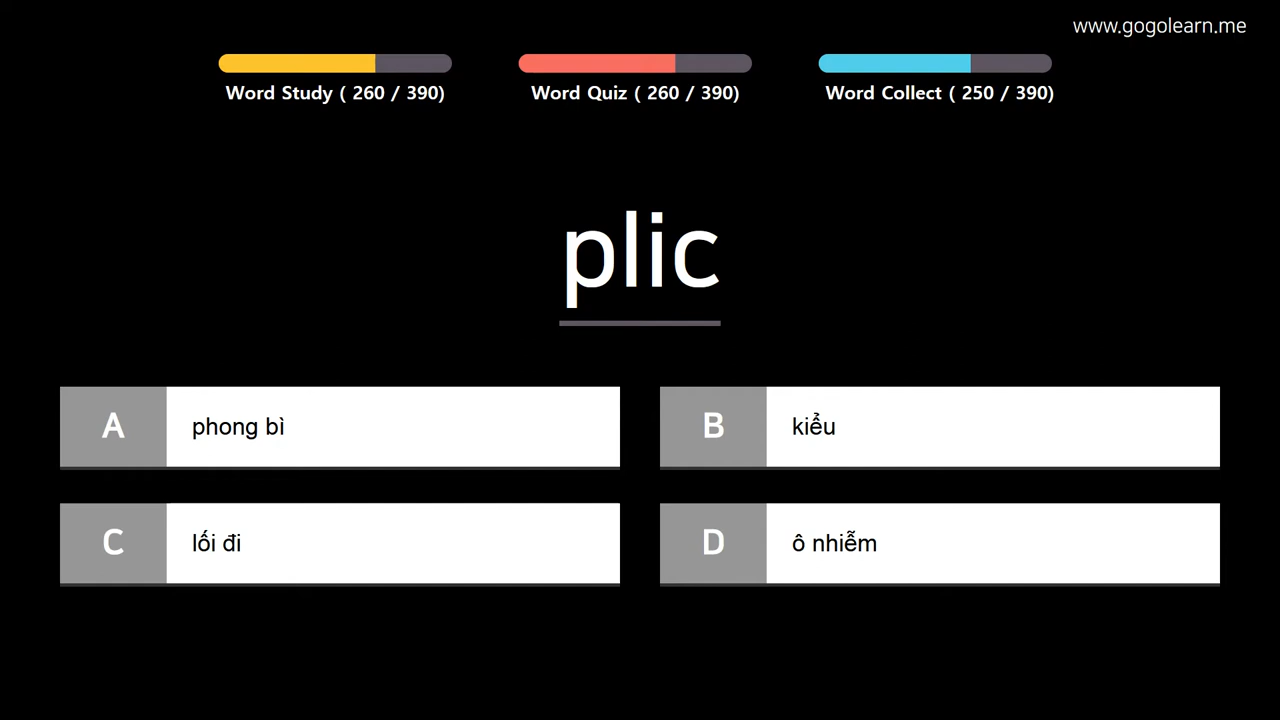 www.gogolearn.me
Word Study ( 260 / 390)
Word Quiz ( 260 / 390)
Word Collect ( 250 / 390)
plic
A
phong bì
B
kiểu
C
lối đi
D
ô nhiễm